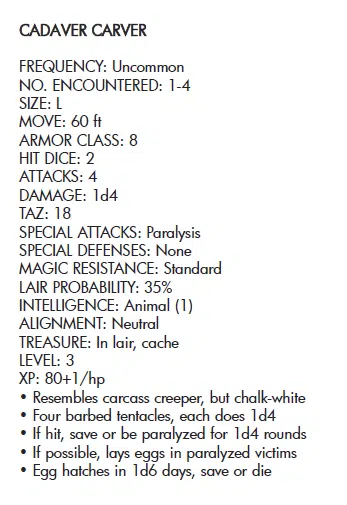 CADAVER CARVER
FREQUENCY: Uncommon
NO. ENCOUNTERED: 1-4
SIZE: L
MOVE: 60 ft
ARMOR CLASS: 8
HIT DICE: 2
ATTACKS: 4
DAMAGE: 1d4
TAZ: 18
SPECIAL ATTACKS: Paralysis
SPECIAL DEFENSES: None
MAGIC RESISTANCE: Standard
LAIR PROBABILITY: 35%
INTELLIGENCE: Animal (1)
ALIGNMENT: Neutral
TREASURE: In lair, cache
LEVEL: 3
XP: 80+1/hp
• Resembles carcass creeper, but chalk-white
• Four barbed tentacles, each does 1d4
• If hit, save or be paralyzed for 1d4 rounds
• If possible, lays eggs in paralyzed victims
• Egg hatches in 1d6 days, save or die